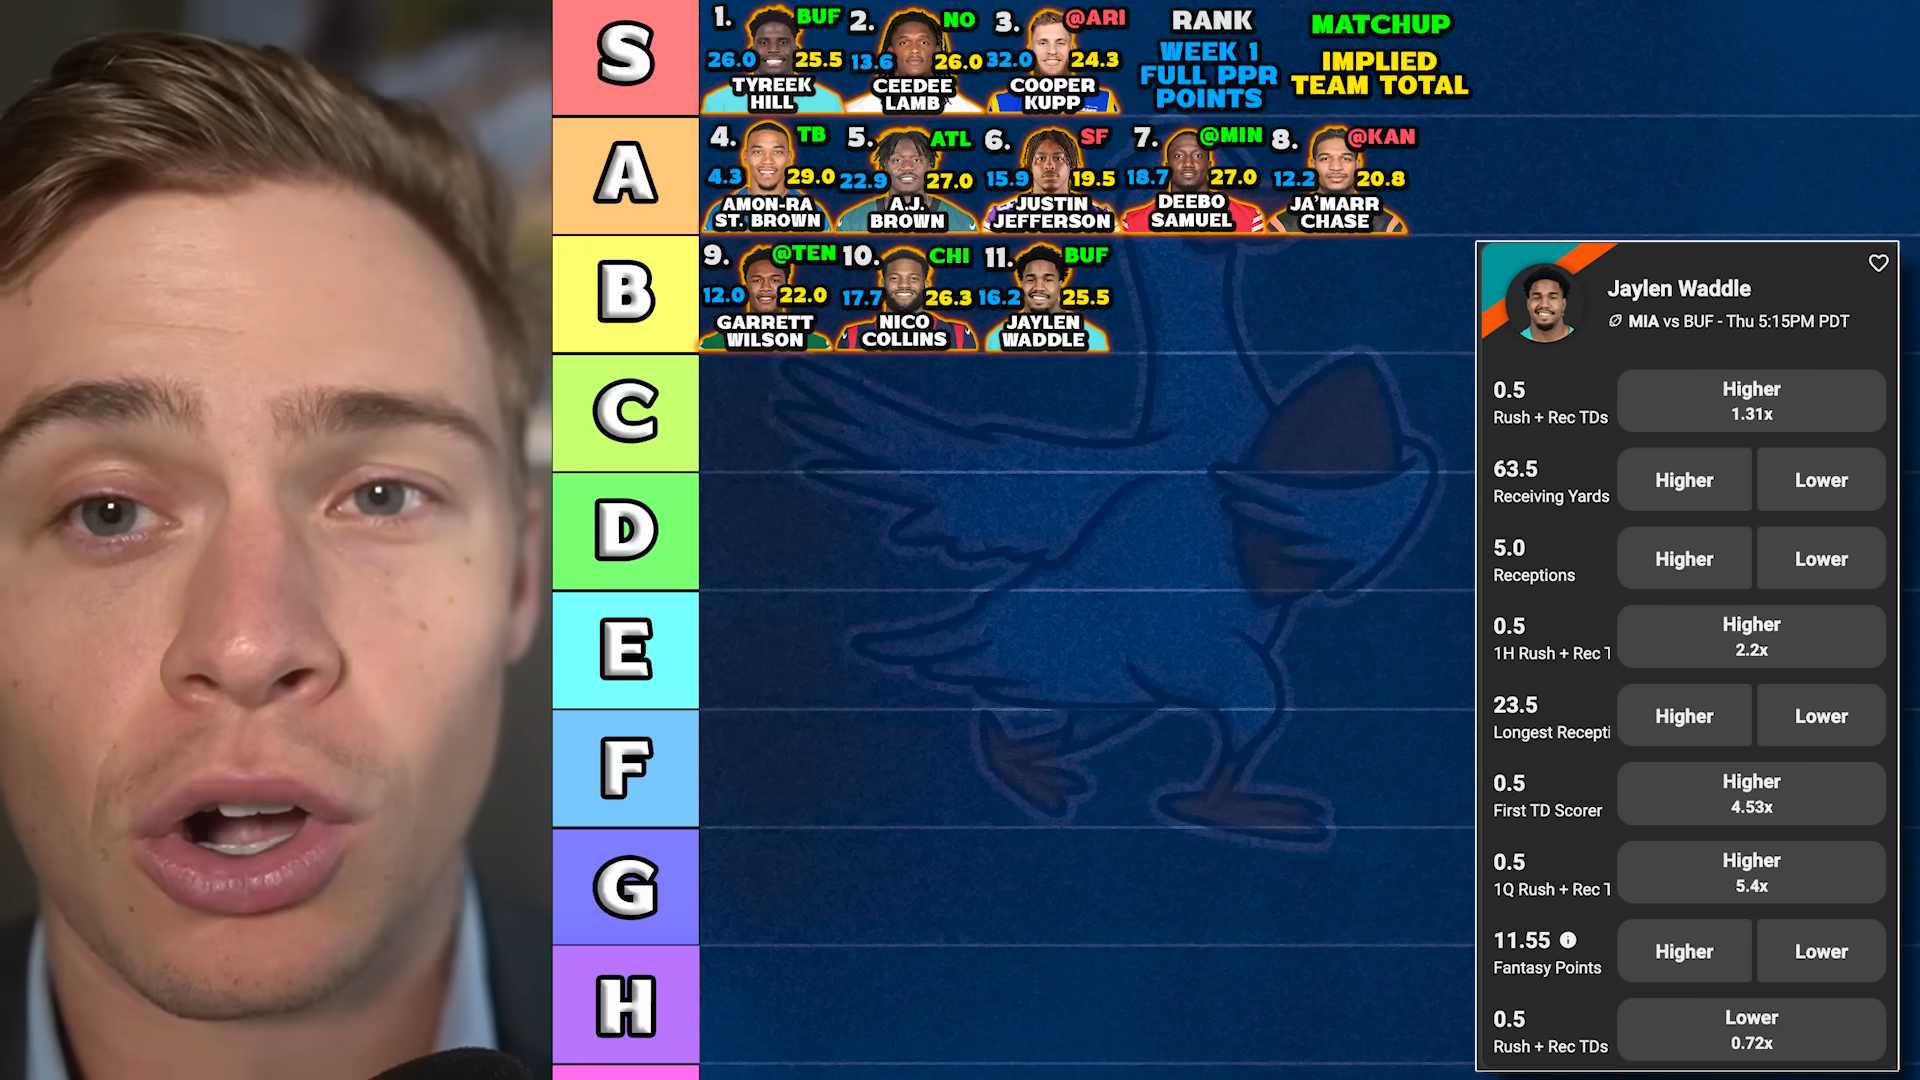 S
1.
BUF
26.0
25.5
TYREEK
HILL
2.
NO
13.6
26.0
CEEDEE
LAMB
3.
@ARI
32.0
24.3
COOPER
KUPP
RANK
WEEK 1
FULL PPR
POINTS
MATCHUP
IMPLIED
TEAM TOTAL
A
4.
TB
4.3
29.0
AMON-RA
ST. BROWN
5.
ATL
22.9
27.0
A.J.
BROWN
6.
SF
15.9
19.5
JUSTIN
JEFFERSON
7.
@MIN
18.7
27.0
DEEBO
SAMUEL
8.
@KAN
12.2
20.8
JA'MARR
CHASE
B
9.
@TEN
12.0
22.0
GARRETT
WILSON
10.
CHI
17.7
26.3
NICO
COLLINS
11.
BUF
16.2
25.5
JAYLEN
WADDLE
C
D
E
F
G
H
Jaylen Waddle
MIA vs BUF - Thu 5:15PM PDT
0.5
Rush + Rec TDs
Higher
1.31x
63.5
Receiving Yards
Higher
Lower
5.0
Receptions
Higher
Lower
0.5
1H Rush + Rec T
Higher
2.2x
23.5
Longest Recepti
Higher
Lower
0.5
First TD Scorer
Higher
4.53x
0.5
1Q Rush + Rec T
Higher
5.4x
11.55
Fantasy Points
Higher
Lower
0.5
Rush + Rec TDs
Lower
0.72x